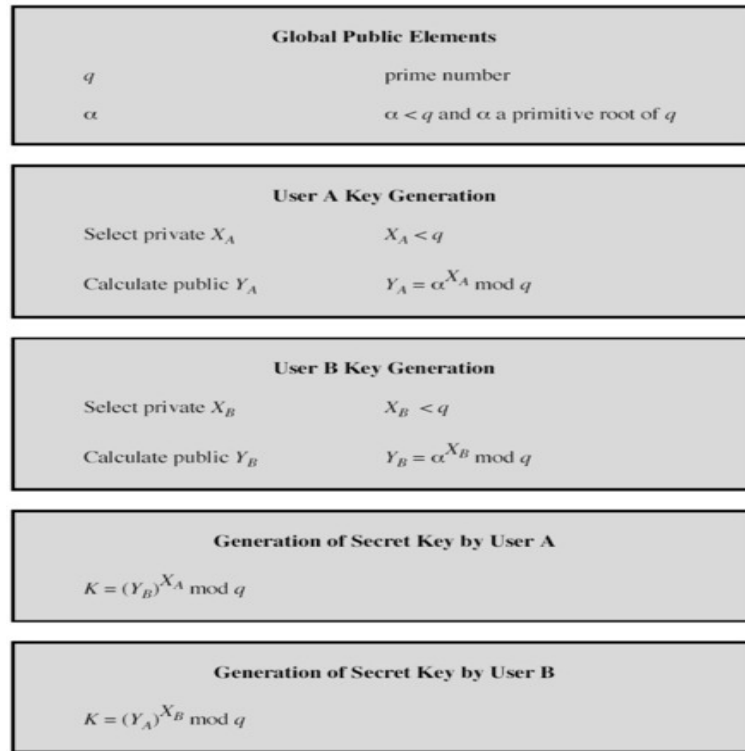 Global Public Elements
q prime number
α α < q and α a primitive root of q
User A Key Generation
Select private X_A X_A < q
Calculate public Y_A Y_A = α^{X_A} mod q
User B Key Generation
Select private X_B X_B < q
Calculate public Y_B Y_B = α^{X_B} mod q
Generation of Secret Key by User A
K = (Y_B)^{X_A} mod q
Generation of Secret Key by User B
K = (Y_A)^{X_B} mod q